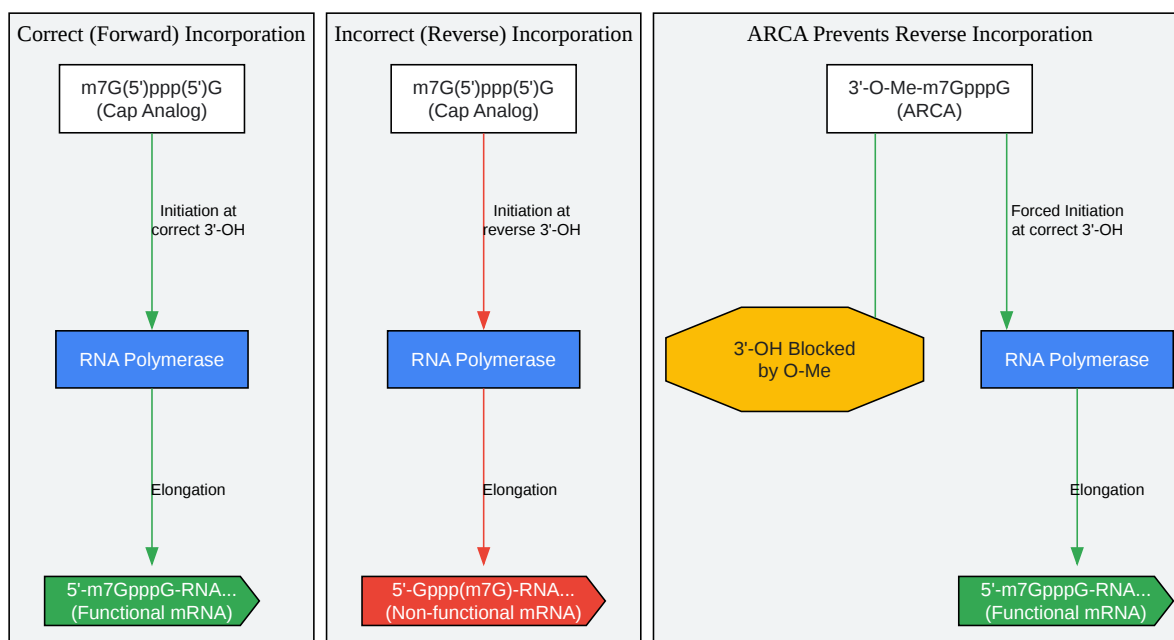 Correct (Forward) Incorporation
m7G(5')ppp(5')G
(Cap Analog)
Initiation at
correct 3'-OH
RNA Polymerase
Elongation
5'-m7GpppG-RNA...
(Functional mRNA)
Incorrect (Reverse) Incorporation
m7G(5')ppp(5')G
(Cap Analog)
Initiation at
reverse 3'-OH
RNA Polymerase
Elongation
5'-Gppp(m7G)-RNA...
(Non-functional mRNA)
ARCA Prevents Reverse Incorporation
3'-O-Me-m7GpppG
(ARCA)
Forced Initiation
at correct 3'-OH
3'-OH Blocked
by O-Me
RNA Polymerase
Elongation
5'-m7GpppG-RNA...
(Functional mRNA)